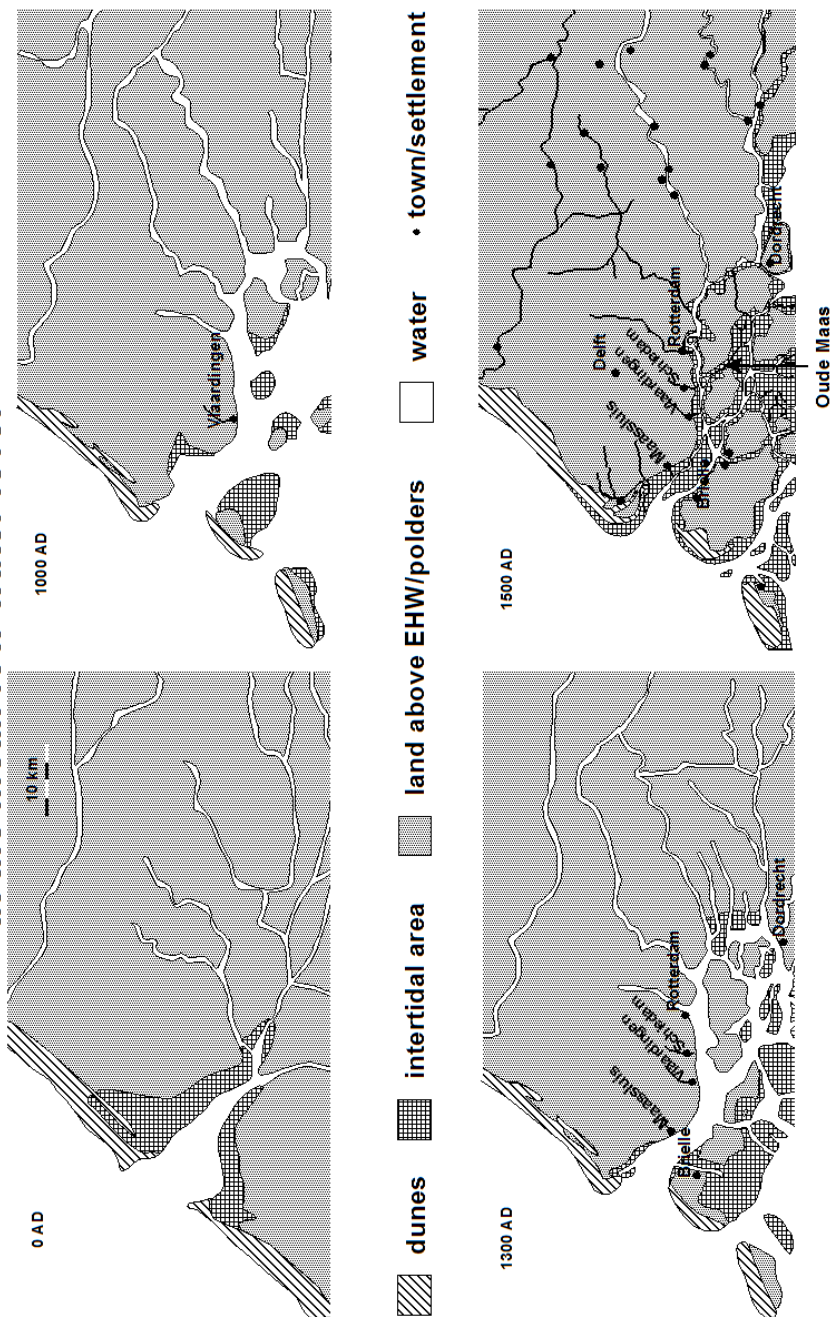 0 AD
10 km
1000 AD
Vlaardingen
dunes
intertidal area
land above EHW/polders
water
town/settlement
1300 AD
Brielle
Maassluis
Vlaardingen
Schiedam
Rotterdam
Dordrecht
1500 AD
Delft
Maassluis
Vlaardingen
Schiedam
Rotterdam
Brielle
Dordrecht
Oude Maas